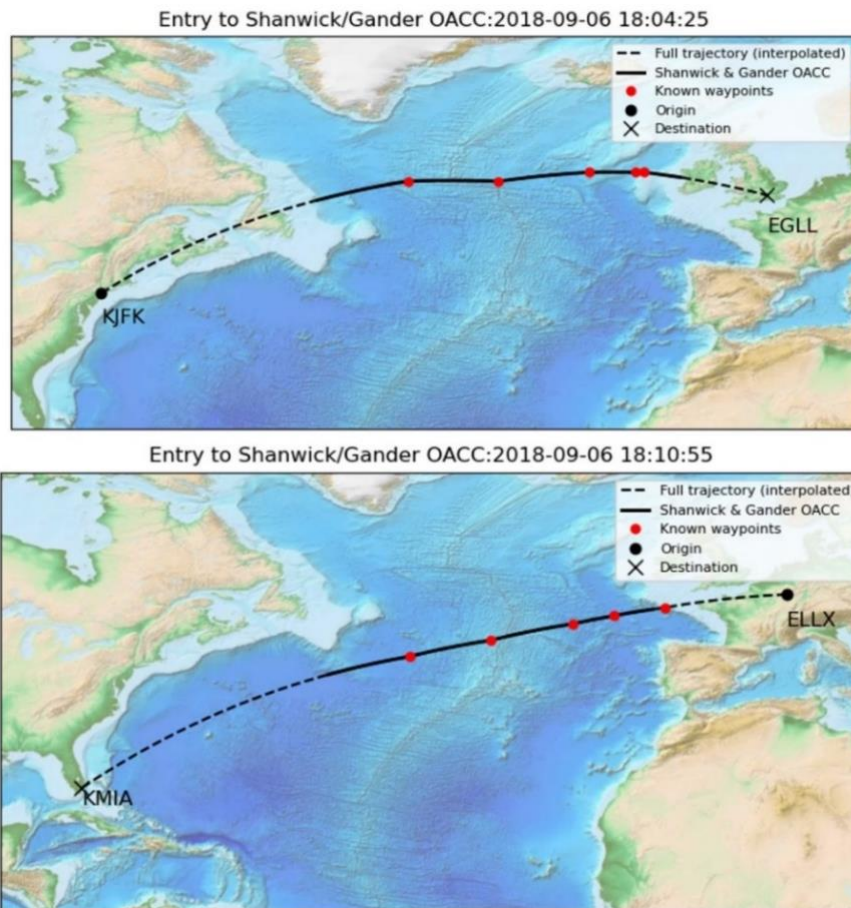 Entry to Shanwick/Gander OACC:2018-09-06 18:04:25
Full trajectory (interpolated)
Shanwick & Gander OACC
Known waypoints
Origin
Destination
EGLL
KJFK
Entry to Shanwick/Gander OACC:2018-09-06 18:10:55
Full trajectory (interpolated
Shanwick & Gander OACC
Known waypoints
Origin
Destination
ELLX
KMIA